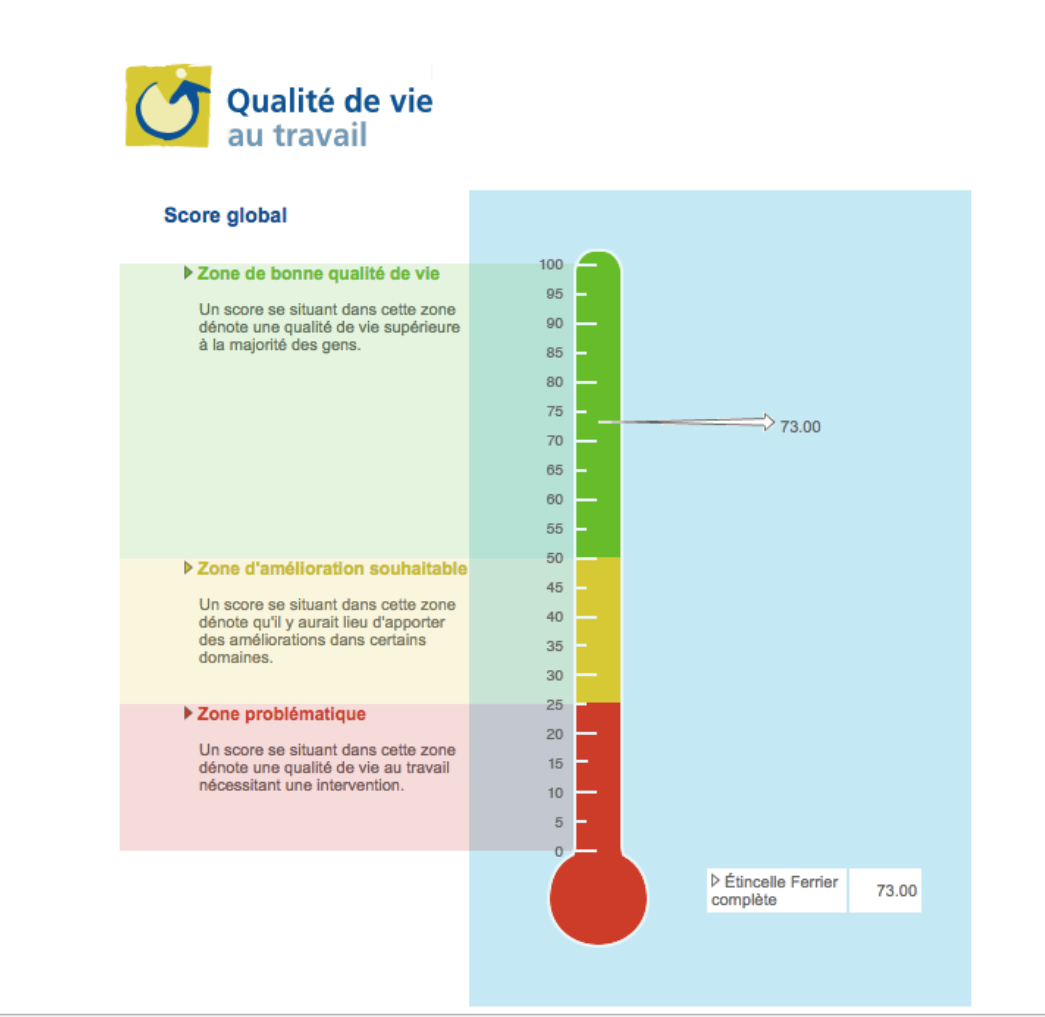 Qualité de vie
au travail
Score global
Zone de bonne qualité de vie
Un score se situant dans cette zone
dénote une qualité de vie supérieure
à la majorité des gens.
100
95
90
85
80
75
73.00
70
65
60
55
50
Zone d'amélioration souhaitable
Un score se situant dans cette zone
dénote qu'il y aurait lieu d'apporter
des améliorations dans certains
domaines.
45
40
35
30
25
Zone problématique
Un score se situant dans cette zone
dénote une qualité de vie au travail
nécessitant une intervention.
20
15
10
5
0
Étincelle Ferrier
complète
73.00